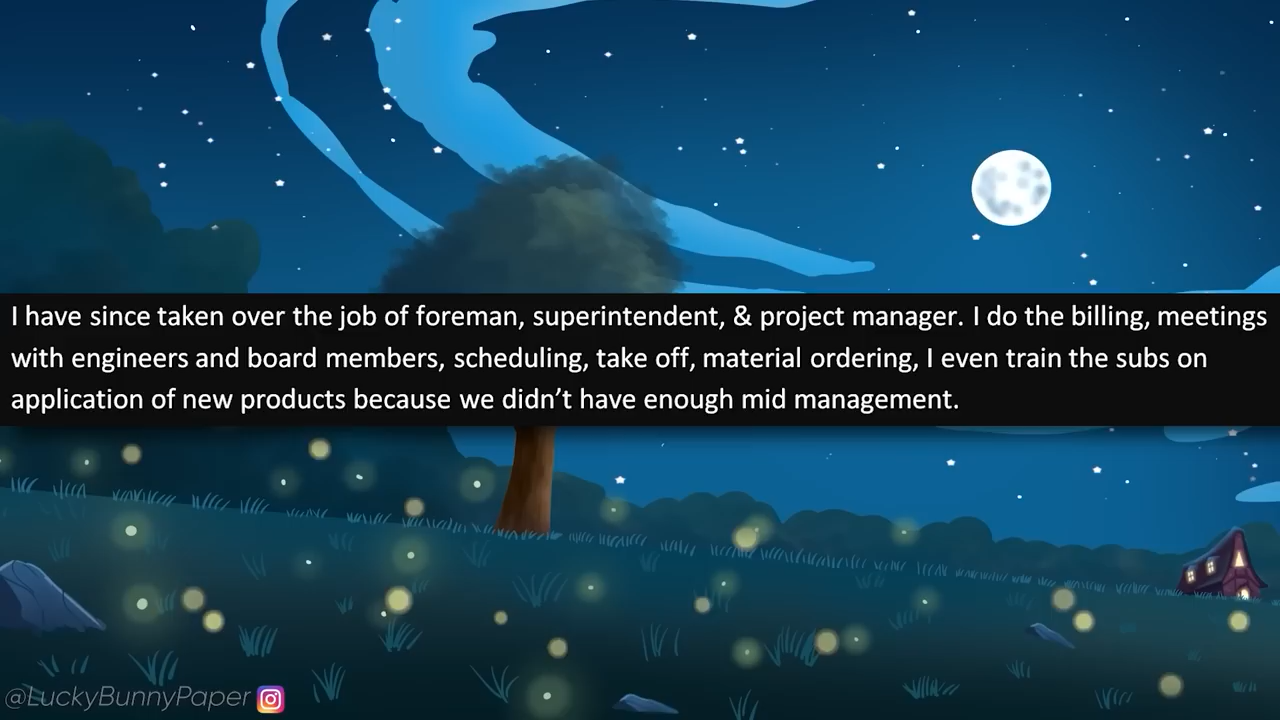 I have since taken over the job of foreman, superintendent, & project manager. I do the billing, meetings
with engineers and board members, scheduling, take off, material ordering, I even train the subs on
application of new products because we didn’t have enough mid management.
@LuckyBunnyPaper